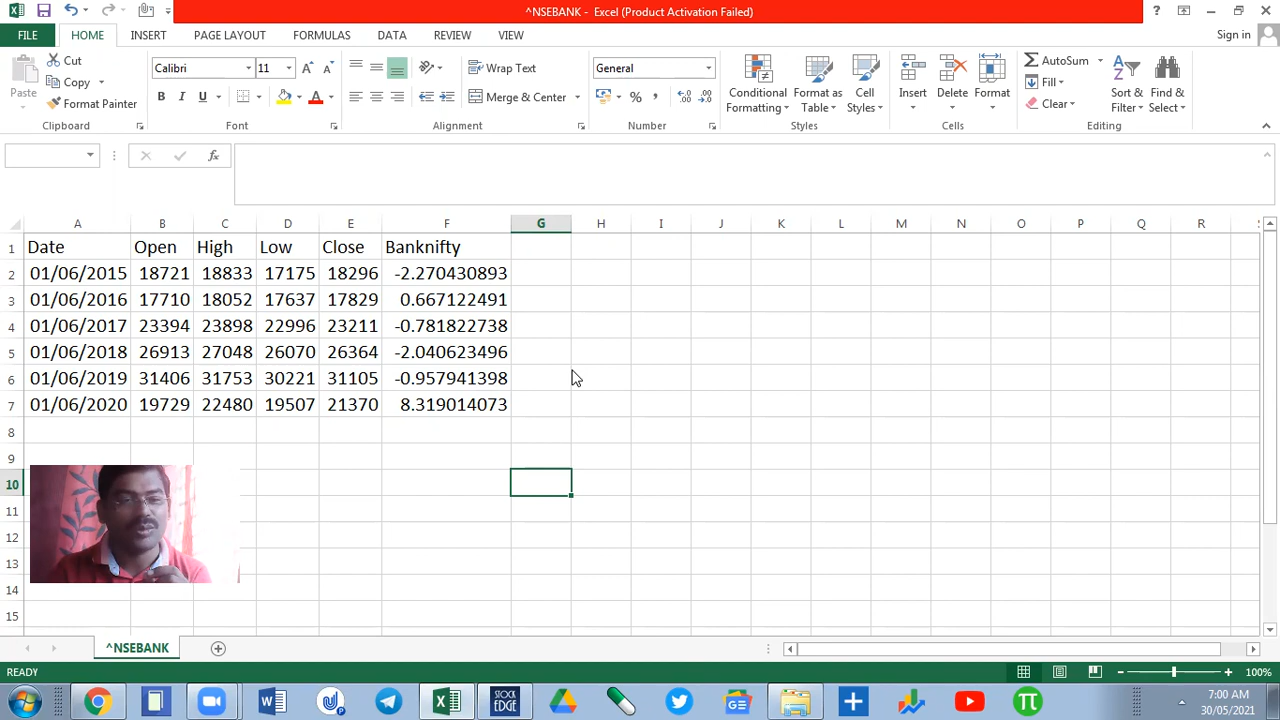 ^NSEBANK - Excel (Product Activation Failed)
FILE HOME INSERT PAGE LAYOUT FORMULAS DATA REVIEW VIEW Sign in
Paste
Cut
Copy
Format Painter
Clipboard
Calibri 11
B I U
Font
Wrap Text
Merge & Center
Alignment
General
%
Number
Conditional Formatting
Format as Table
Cell Styles
Styles
Insert
Delete
Format
Cells
AutoSum
Fill
Clear
Sort & Filter
Find & Select
Editing
fx
A B C D E F G H I J K L M N O P Q R
1 Date Open High Low Close Banknifty
2 01/06/2015 18721 18833 17175 18296 -2.270430893
3 01/06/2016 17710 18052 17637 17829 0.667122491
4 01/06/2017 23394 23898 22996 23211 -0.781822738
5 01/06/2018 26913 27048 26070 26364 -2.040623496
6 01/06/2019 31406 31753 30221 31105 -0.957941398
7 01/06/2020 19729 22480 19507 21370 8.319014073
8
9
10
11
12
13
14
15
^NSEBANK
READY 100%
STOCK EDGE
7:00 AM
30/05/2021